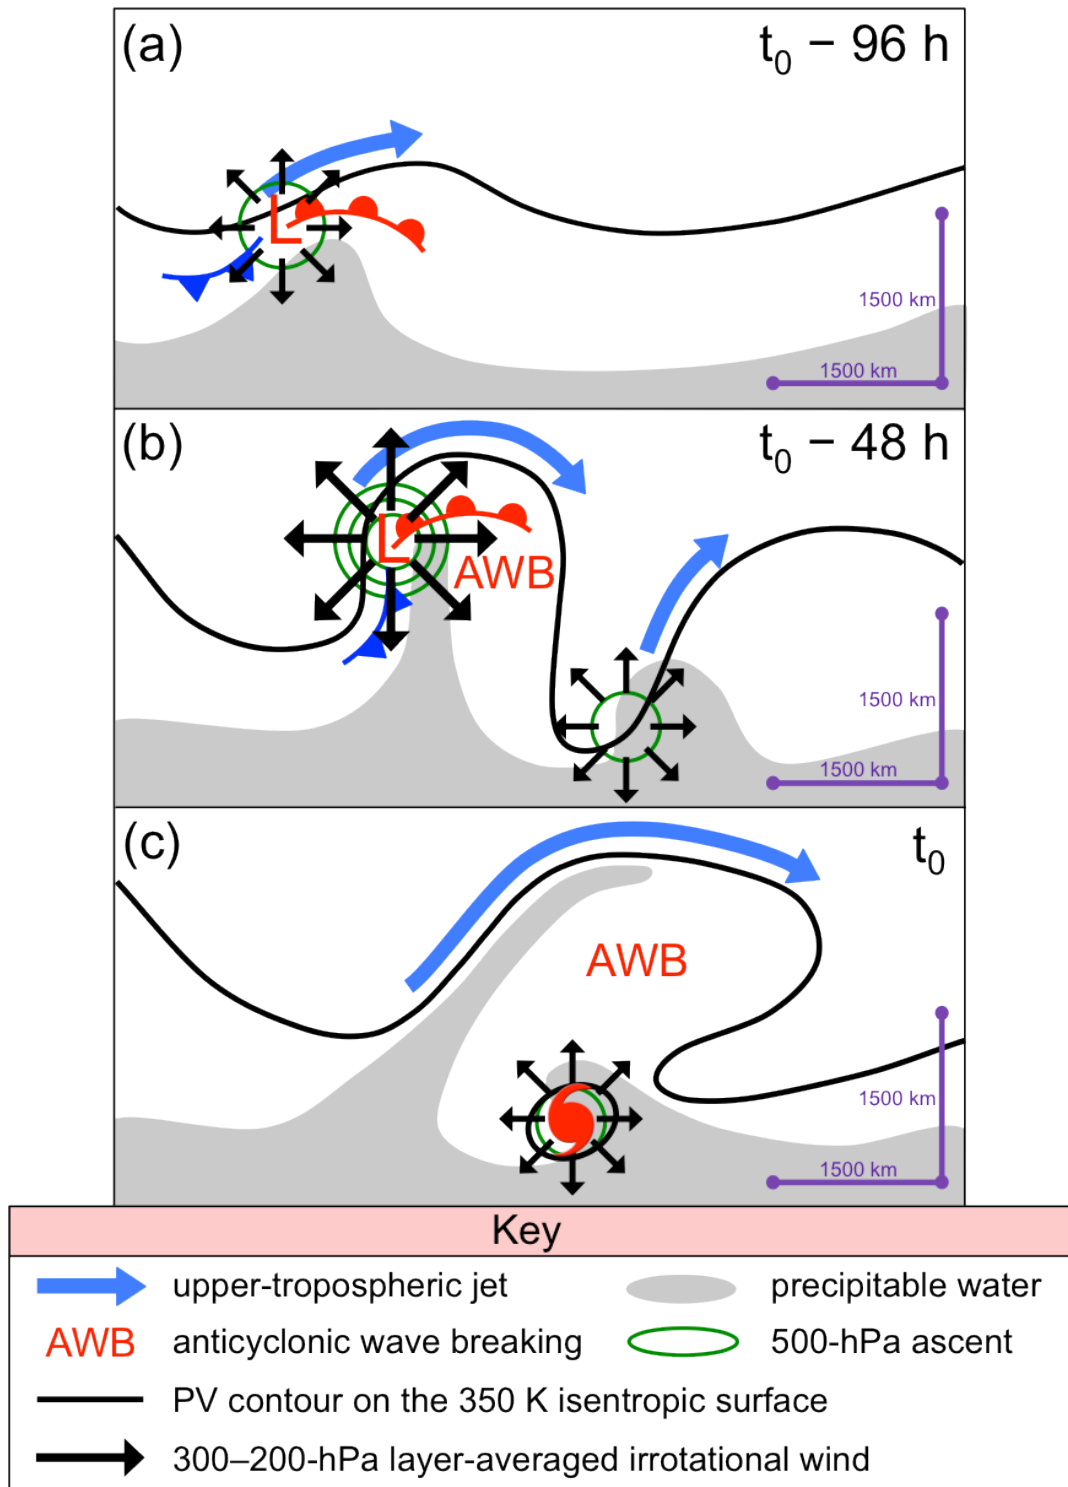 (a)
t0 − 96 h
L
1500 km
1500 km
(b)
t0 − 48 h
L
AWB
1500 km
1500 km
(c)
t0
AWB
1500 km
1500 km
Key
upper-tropospheric jet
precipitable water
AWB anticyclonic wave breaking
500-hPa ascent
PV contour on the 350 K isentropic surface
300–200-hPa layer-averaged irrotational wind